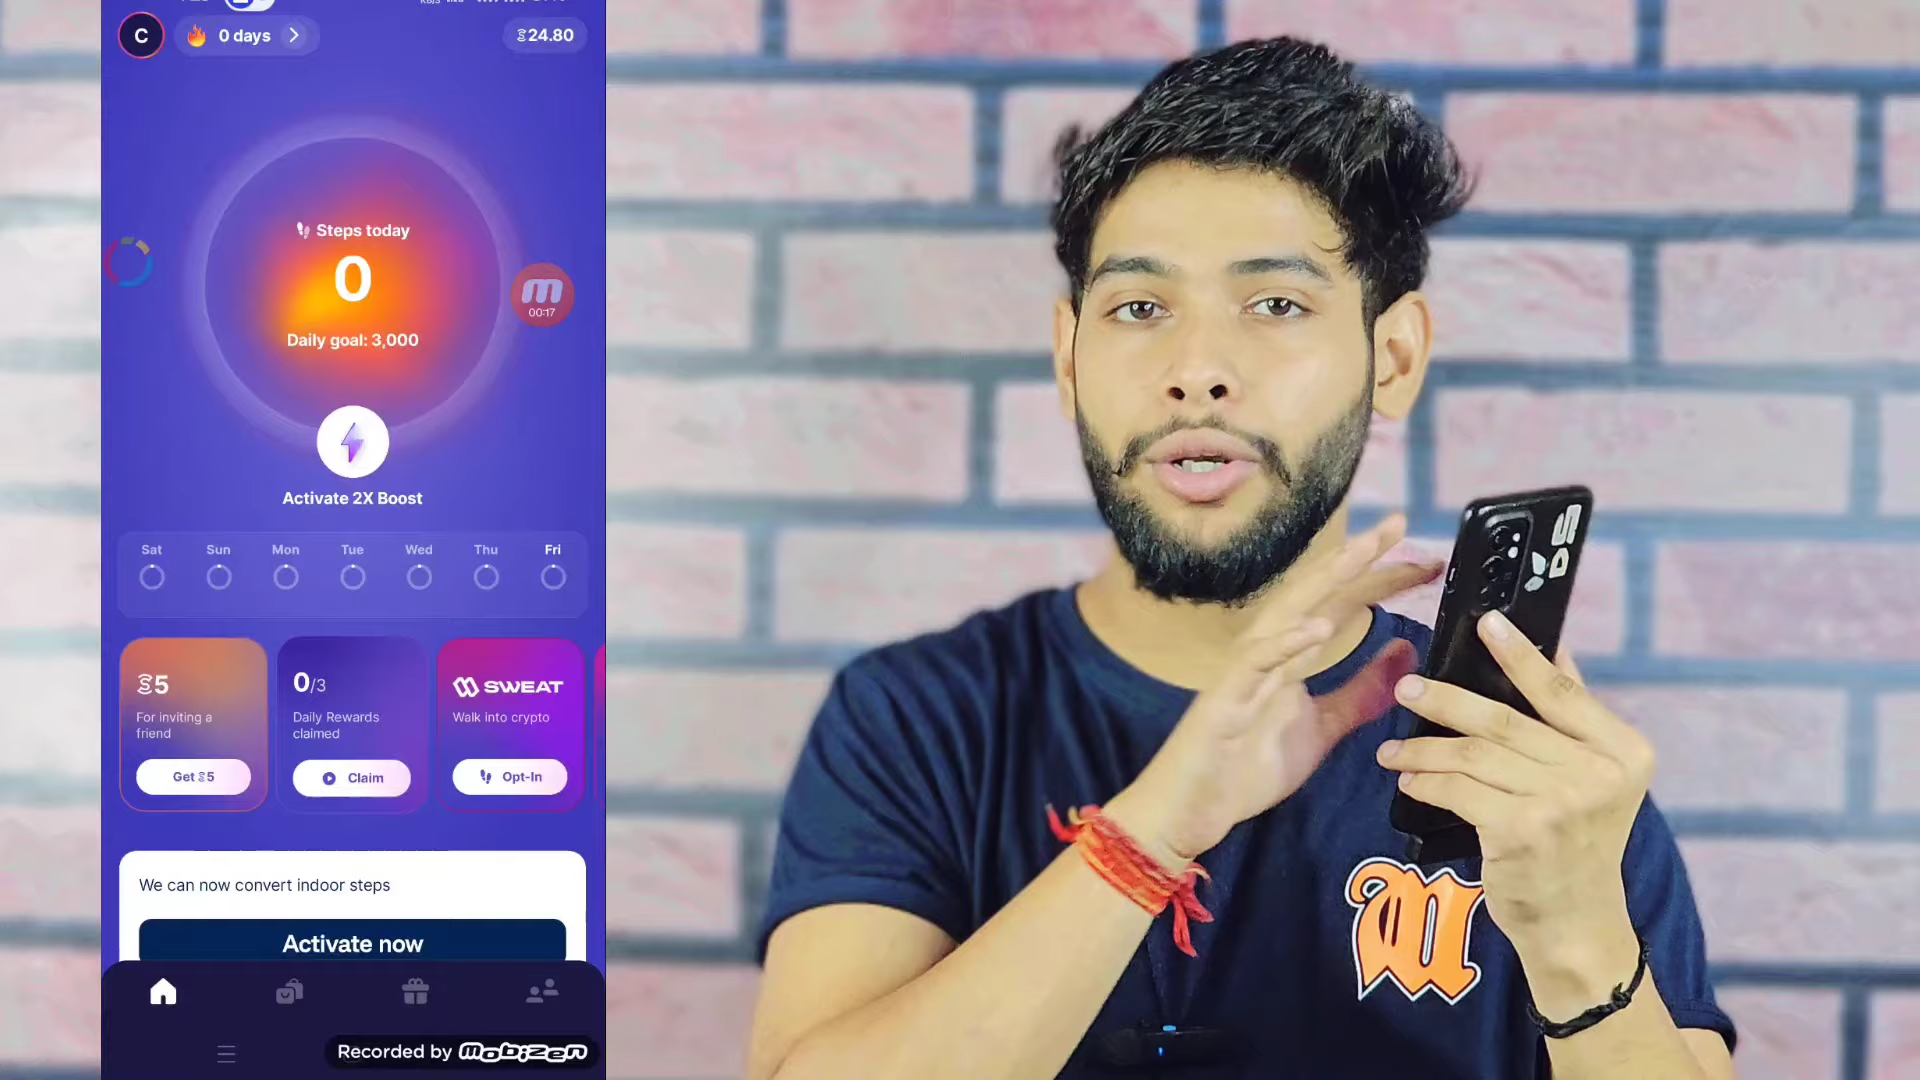 C
0 days
24.80
Steps today
0
Daily goal: 3,000
m
00:17
Activate 2X Boost
Sat Sun Mon Tue Wed Thu Fri
5
For inviting a
friend
Get 5
0/3
Daily Rewards
claimed
Claim
SWEAT
Walk into crypto
Opt-In
We can now convert indoor steps
Activate now
Recorded by mobizen